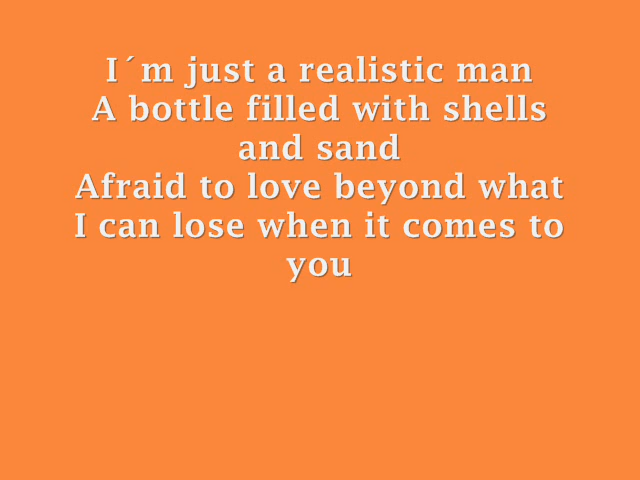 I´m just a realistic man
A bottle filled with shells
and sand
Afraid to love beyond what
I can lose when it comes to
you